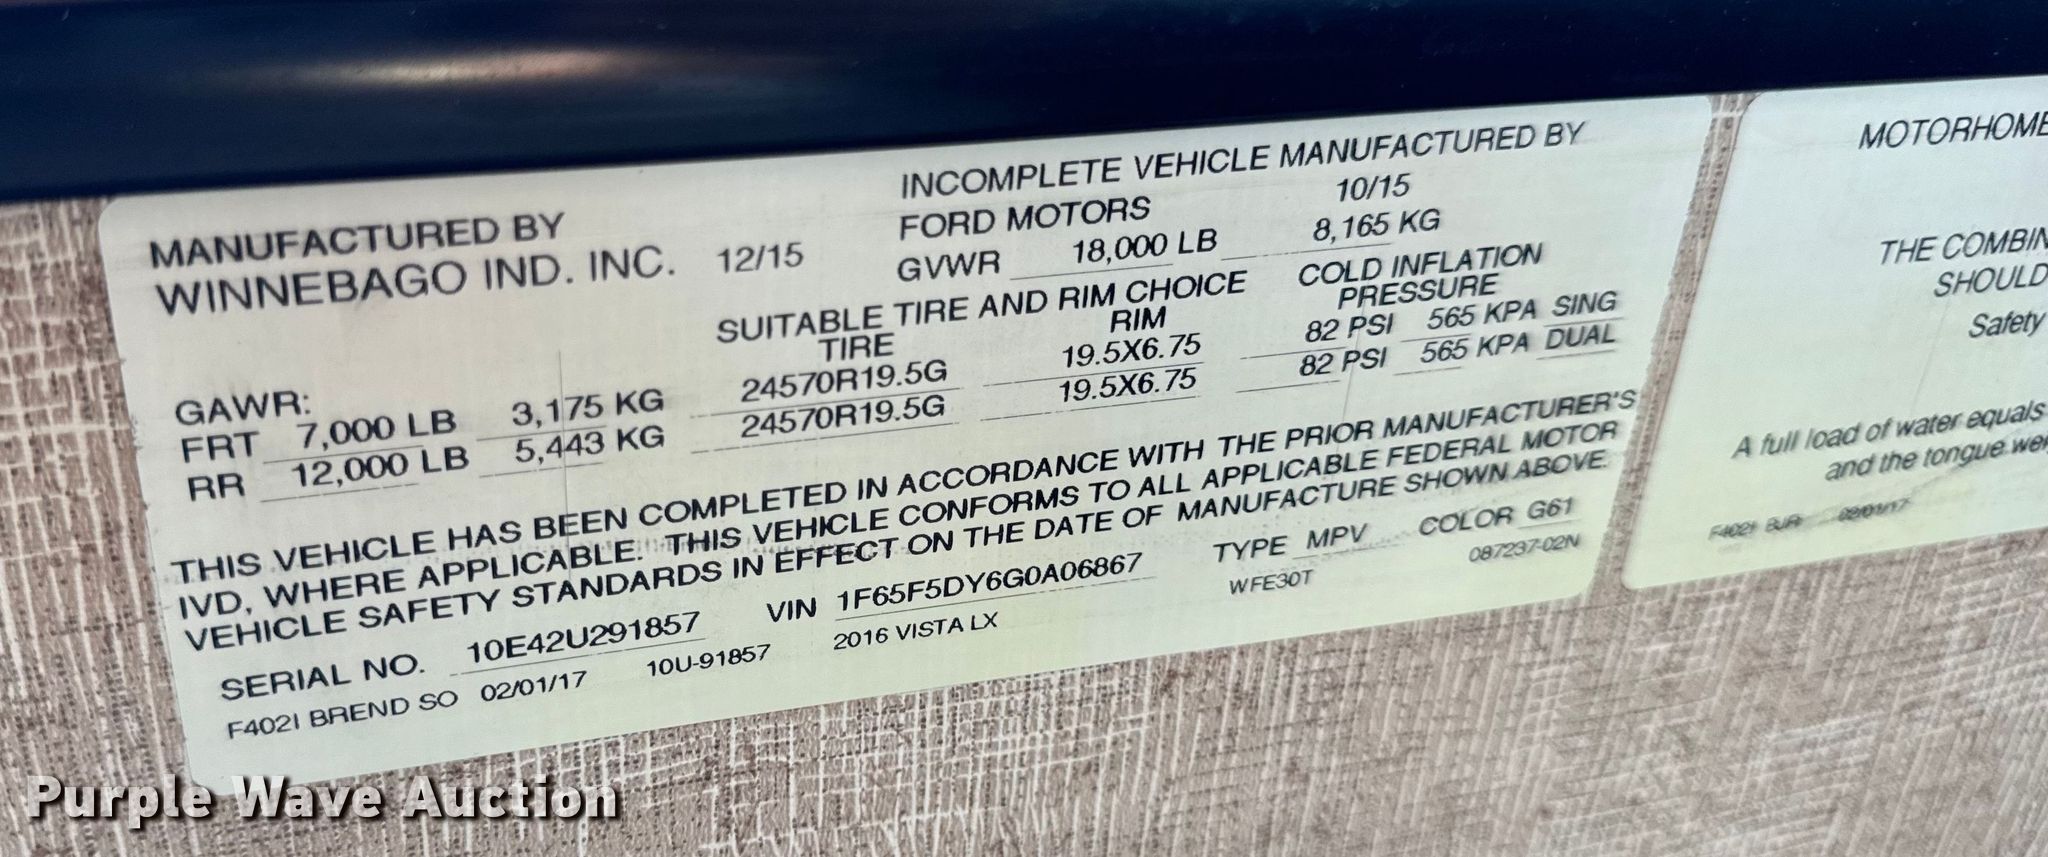 MANUFACTURED BY
WINNEBAGO IND. INC. 12/15
INCOMPLETE VEHICLE MANUFACTURED BY
FORD MOTORS 10/15
GVWR 18,000 LB 8,165 KG
SUITABLE TIRE AND RIM CHOICE
TIRE RIM
COLD INFLATION
PRESSURE
GAWR:
FRT 7,000 LB 3,175 KG 24570R19.5G 19.5X6.75 82 PSI 565 KPA SING
RR 12,000 LB 5,443 KG 24570R19.5G 19.5X6.75 82 PSI 565 KPA DUAL
THIS VEHICLE HAS BEEN COMPLETED IN ACCORDANCE WITH THE PRIOR MANUFACTURER'S
IVD, WHERE APPLICABLE. THIS VEHICLE CONFORMS TO ALL APPLICABLE FEDERAL MOTOR
VEHICLE SAFETY STANDARDS IN EFFECT ON THE DATE OF MANUFACTURE SHOWN ABOVE.
SERIAL NO. 10E42U291857 VIN 1F65F5DY6G0A06867 TYPE MPV COLOR G61
F402I BREND SO 02/01/17 10U-91857 2016 VISTA LX WFE30T 087237-02N
MOTORHOME
THE COMBIN
SHOULD
Safety
A full load of water equals
and the tongue wei
F402I BJR 02/01/17
Purple Wave Auction